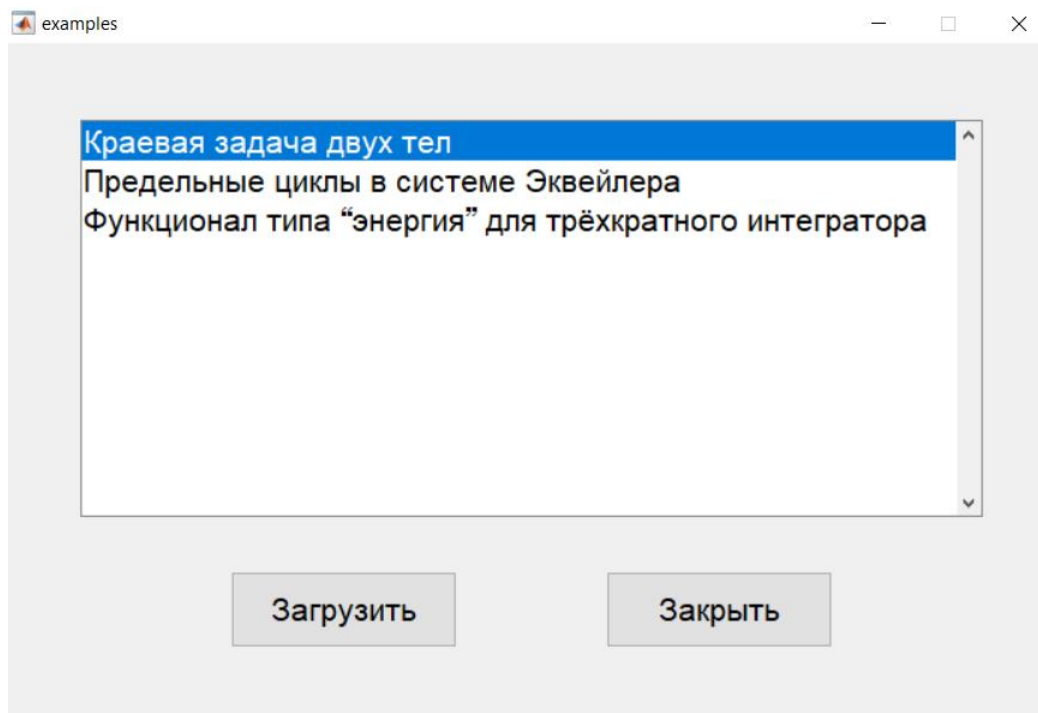 examples
Краевая задача двух тел
Предельные циклы в системе Эквейлера
Функционал типа “энергия” для трёхкратного интегратора
Загрузить
Закрыть